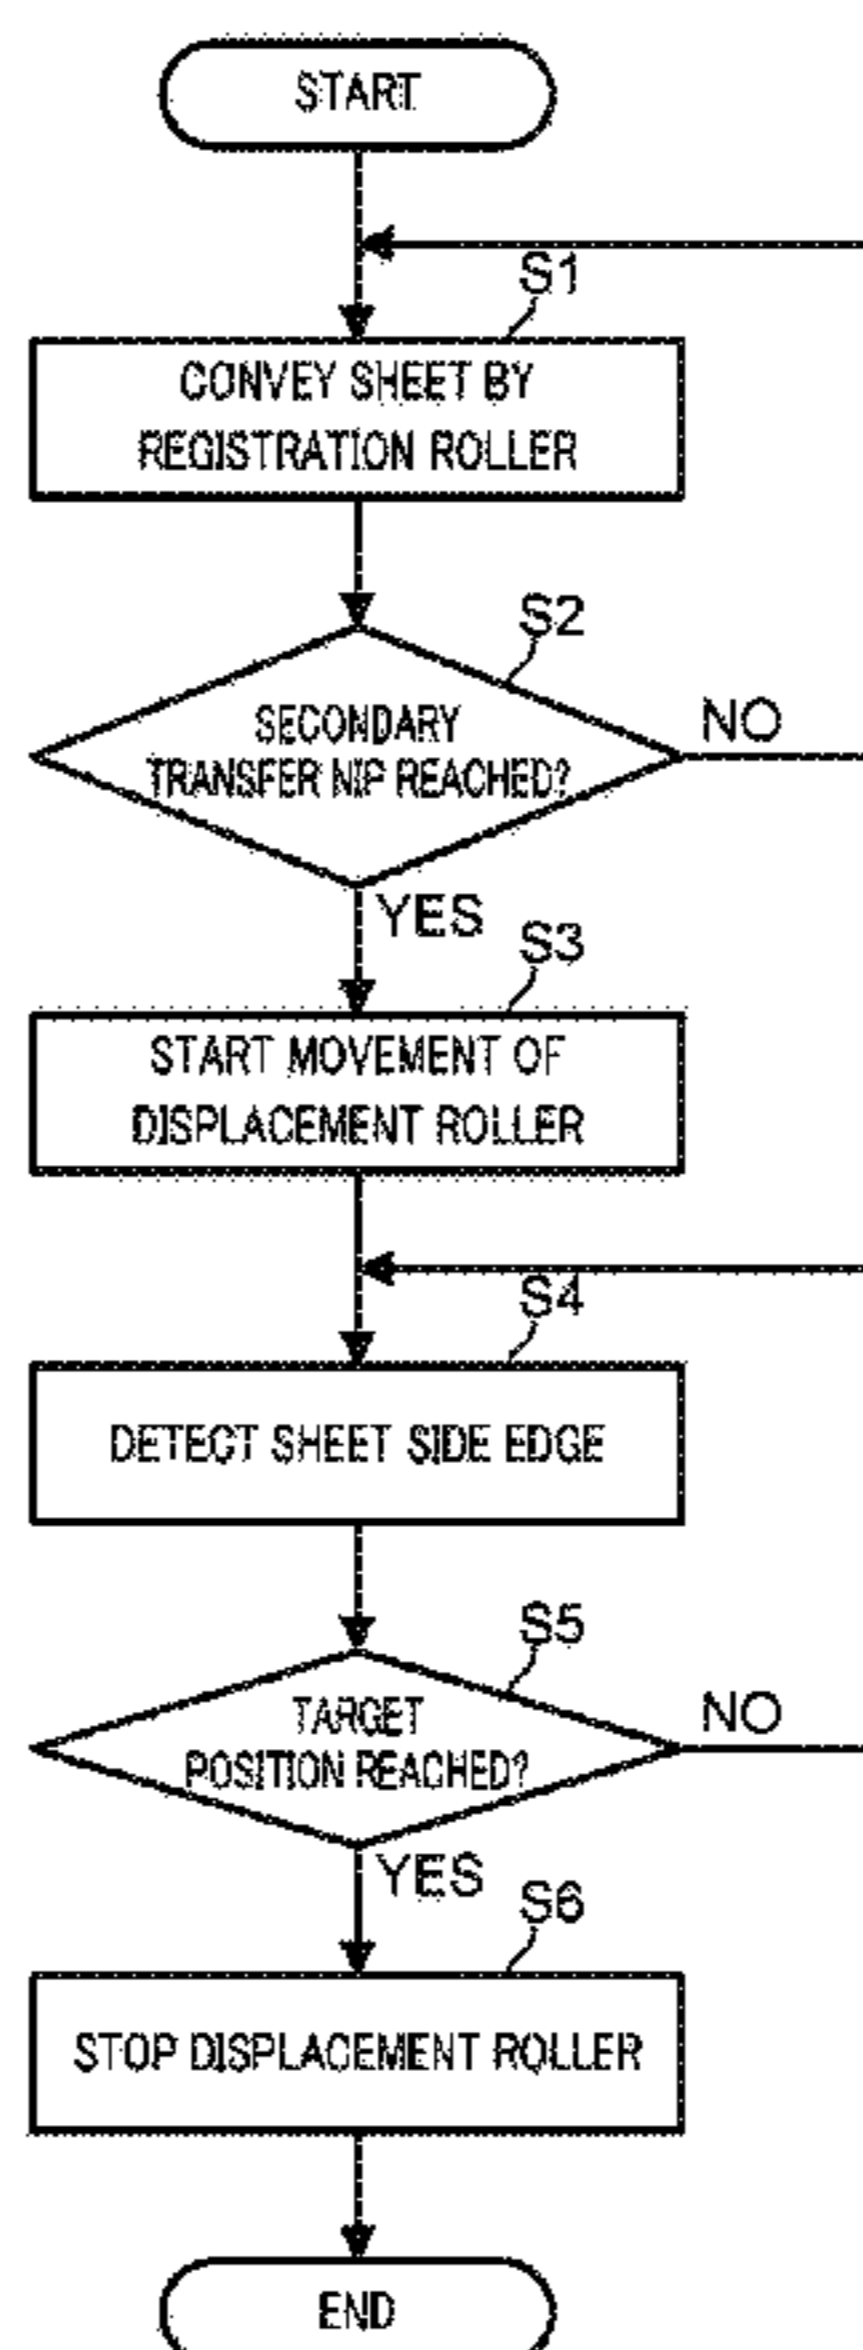 START
S1
CONVEY SHEET BY
REGISTRATION ROLLER
S2
SECONDARY
TRANSFER NIP REACHED?
NO
YES
S3
START MOVEMENT OF
DISPLACEMENT ROLLER
S4
DETECT SHEET SIDE EDGE
S5
TARGET
POSITION REACHED?
NO
YES
S6
STOP DISPLACEMENT ROLLER
END